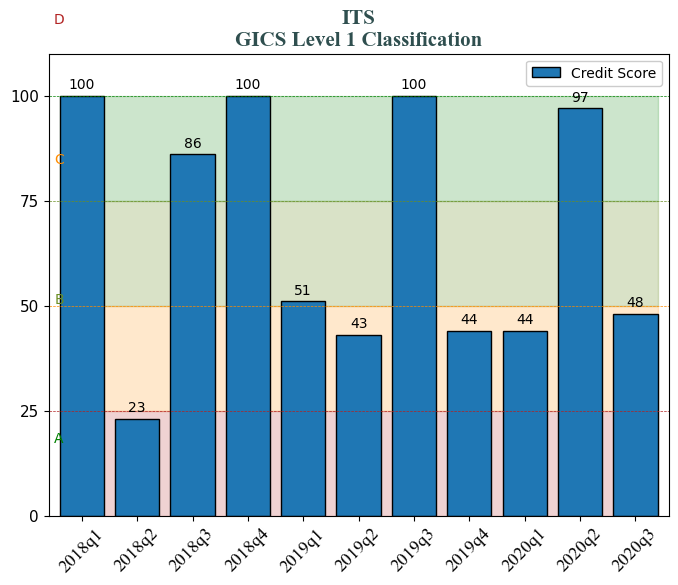 D
ITS
GICS Level 1 Classification
Credit Score
100
100
100
97
86
51
43
44
44
48
23
C
B
A
100
75
50
25
0
2018q1
2018q2
2018q3
2018q4
2019q1
2019q2
2019q3
2019q4
2020q1
2020q2
2020q3